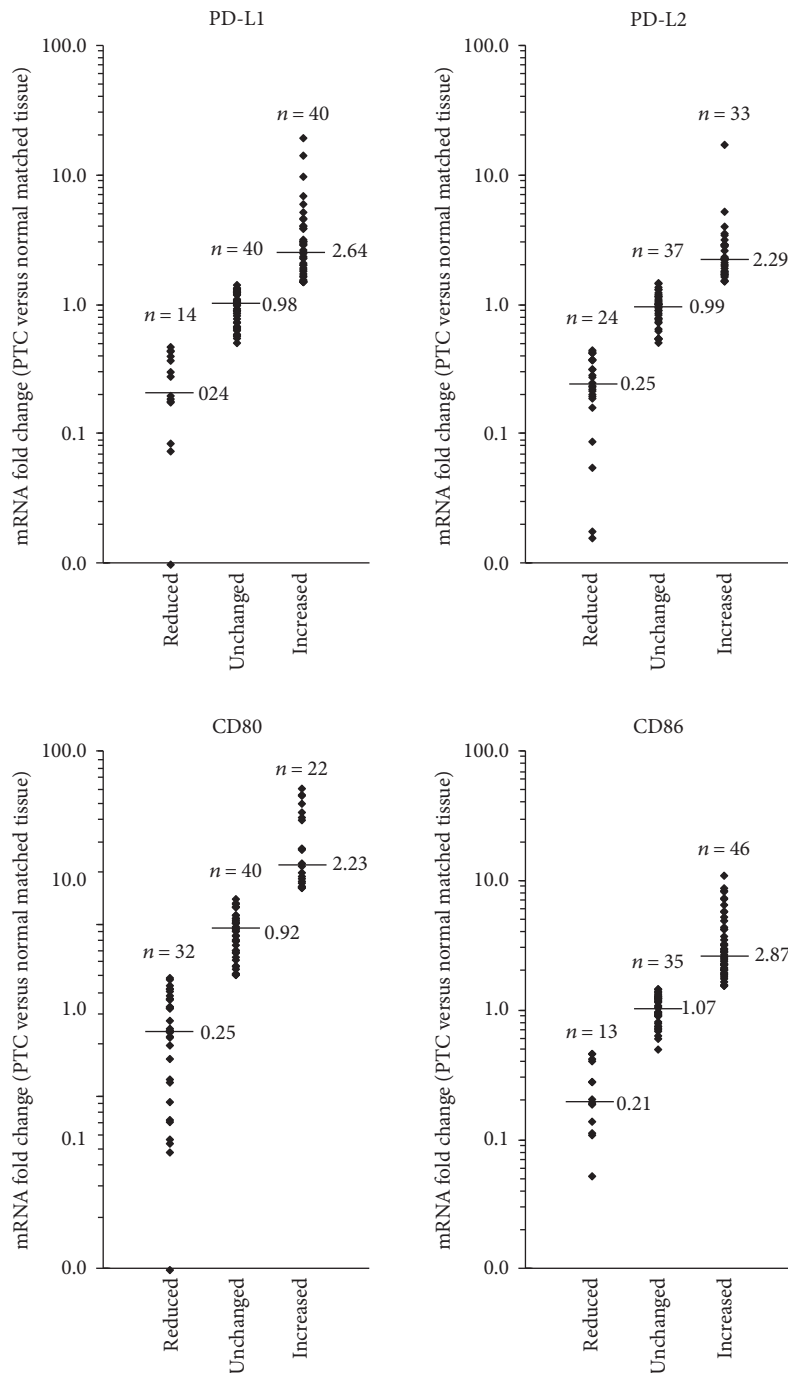 PD-L1
mRNA fold change (PTC versus normal matched tissue)
100.0
10.0
1.0
0.1
0.0
n = 14
n = 40
n = 40
024
0.98
2.64
Reduced
Unchanged
Increased
PD-L2
mRNA fold change (PTC versus normal matched tissue)
100.0
10.0
1.0
0.1
0.0
n = 24
n = 37
n = 33
0.25
0.99
2.29
Reduced
Unchanged
Increased
CD80
mRNA fold change (PTC versus normal matched tissue)
100.0
10.0
1.0
0.1
0.0
n = 32
n = 40
n = 22
0.25
0.92
2.23
Reduced
Unchanged
Increased
CD86
mRNA fold change (PTC versus normal matched tissue)
100.0
10.0
1.0
0.1
0.0
n = 13
n = 35
n = 46
0.21
1.07
2.87
Reduced
Unchanged
Increased